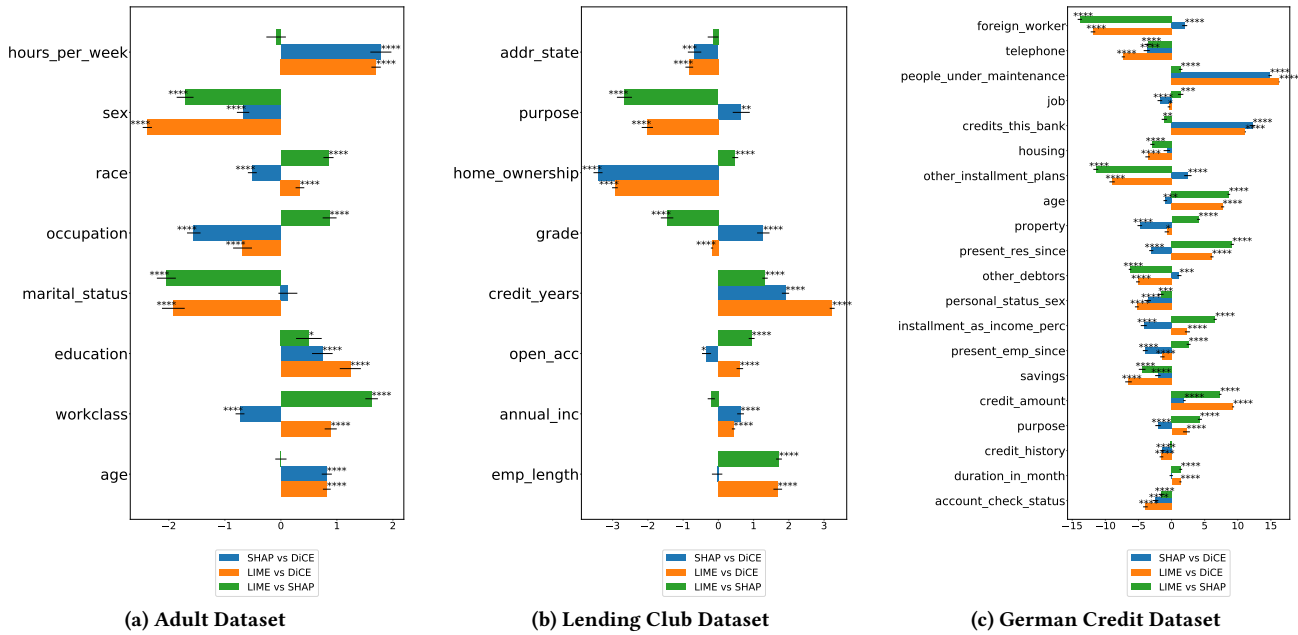 hours_per_week
****
****
sex
****
****
****
race
****
****
****
occupation
****
****
****
marital_status
****
****
education
*
****
****
workclass
****
****
****
age
****
****
−2
−1
0
1
2
SHAP vs DiCE
LIME vs DiCE
LIME vs SHAP
(a) Adult Dataset
addr_state
***
****
purpose
****
**
****
home_ownership
****
****
****
grade
****
****
****
credit_years
****
****
****
open_acc
****
*
****
annual_inc
****
****
emp_length
****
****
−3
−2
−1
0
1
2
3
SHAP vs DiCE
LIME vs DiCE
LIME vs SHAP
(b) Lending Club Dataset
foreign_worker
****
****
****
telephone
****
****
****
people_under_maintenance
****
****
****
job
***
****
*
credits_this_bank
**
****
****
housing
****
*
****
other_installment_plans
****
****
****
age
****
***
****
property
****
****
*
present_res_since
****
****
****
other_debtors
****
***
****
personal_status_sex
***
****
****
installment_as_income_perc
****
****
****
present_emp_since
****
****
****
savings
****
****
****
credit_amount
****
****
****
purpose
****
****
****
credit_history
****
****
duration_in_month
****
****
account_check_status
****
****
****
−15
−10
−5
0
5
10
15
SHAP vs DiCE
LIME vs DiCE
LIME vs SHAP
(c) German Credit Dataset